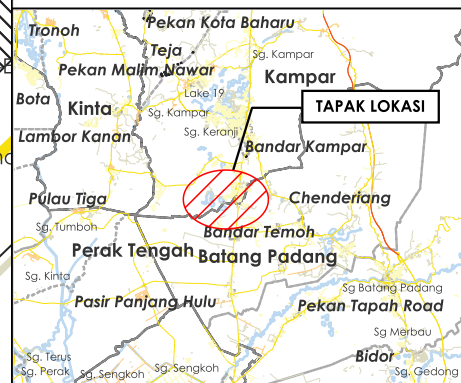 Pekan Kota Baharu
Tronoh
Teja
Sg. Kampar
Pekan Malim Nawar
Kampar
Lake 19
Bota
Kinta
Sg. Kampar
TAPAK LOKASI
Sg. Keranji
Lambor Kanan
Bandar Kampar
Pulau Tiga
Chenderiang
Sg. Tumboh
Bandar Temoh
Perak Tengah
Batang Padang
Sg. Kinta
Sg Batang Padang
Pasir Panjang Hulu
Pekan Tapah Road
Sg Merbau
Sg. Terus
Bidor
Sg. Perak
Sg. Sengkoh
Sg. Sengkoh
Sg. Gedong